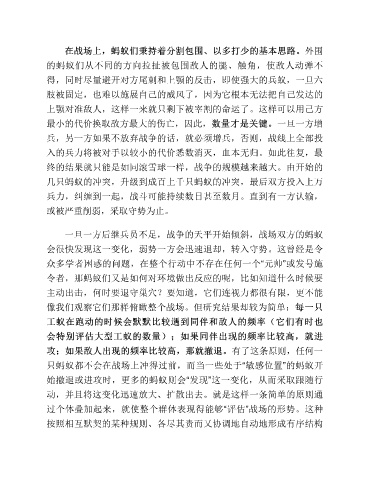 在战场上，蚂蚁们秉持着分割包围、以多打少的基本思路。外围
的蚂蚁们从不同的方向拉扯被包围敌人的腿、触角，使敌人动弹不
得，同时尽量避开对方尾刺和上颚的反击，即使强大的兵蚁，一旦六
肢被固定，也难以施展自己的威风了，因为它根本无法把自己发达的
上颚对准敌人，这样一来就只剩下被宰割的命运了。这样可以用己方
最小的代价换取敌方最大的伤亡，因此，数量才是关键。一旦一方增
兵，另一方如果不放弃战争的话，就必须增兵，否则，战线上全部投
入的兵力将被对手以较小的代价悉数消灭，血本无归。如此往复，最
终的结果就只能是如同滚雪球一样，战争的规模越来越大。由开始的
几只蚂蚁的冲突，升级到成百上千只蚂蚁的冲突，最后双方投入上万
兵力，纠缠到一起，战斗可能持续数日甚至数月。直到有一方认输，
或被严重削弱，采取守势为止。
一旦一方后继兵员不足，战争的天平开始倾斜，战场双方的蚂蚁
会很快发现这一变化，弱势一方会迅速退却，转入守势。这曾经是令
众多学者困惑的问题，在整个行动中不存在任何一个“元帅”或发号施
令者，那蚂蚁们又是如何对环境做出反应的呢，比如知道什么时候要
主动出击，何时要退守巢穴？要知道，它们连视力都很有限，更不能
像我们观察它们那样俯瞰整个战场。但研究结果却较为简单：每一只
工蚁在跑动的时候会默默比较遇到同伴和敌人的频率（它们有时也
会特别评估大型工蚁的数量）；如果同伴出现的频率比较高，就进
攻；如果敌人出现的频率比较高，那就撤退。有了这条原则，任何一
只蚂蚁都不会在战场上冲得过前，而当一些处于“敏感位置”的蚂蚁开
始撤退或进攻时，更多的蚂蚁则会“发现”这一变化，从而采取跟随行
动，并且将这变化迅速放大、扩散出去。就是这样一条简单的原则通
过个体叠加起来，就使整个群体表现得能够“评估”战场的形势。这种
按照相互默契的某种规则、各尽其责而又协调地自动地形成有序结构